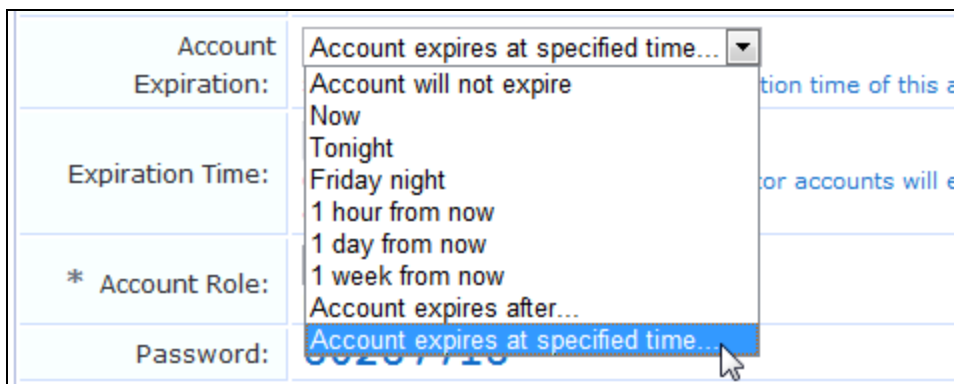 Account
Expiration:
Account expires at specified time...
Account will not expire
tion time of this a
Now
Tonight
Expiration Time:
Friday night
or accounts will e
1 hour from now
1 day from now
1 week from now
* Account Role:
Account expires after...
Account expires at specified time...
Password: